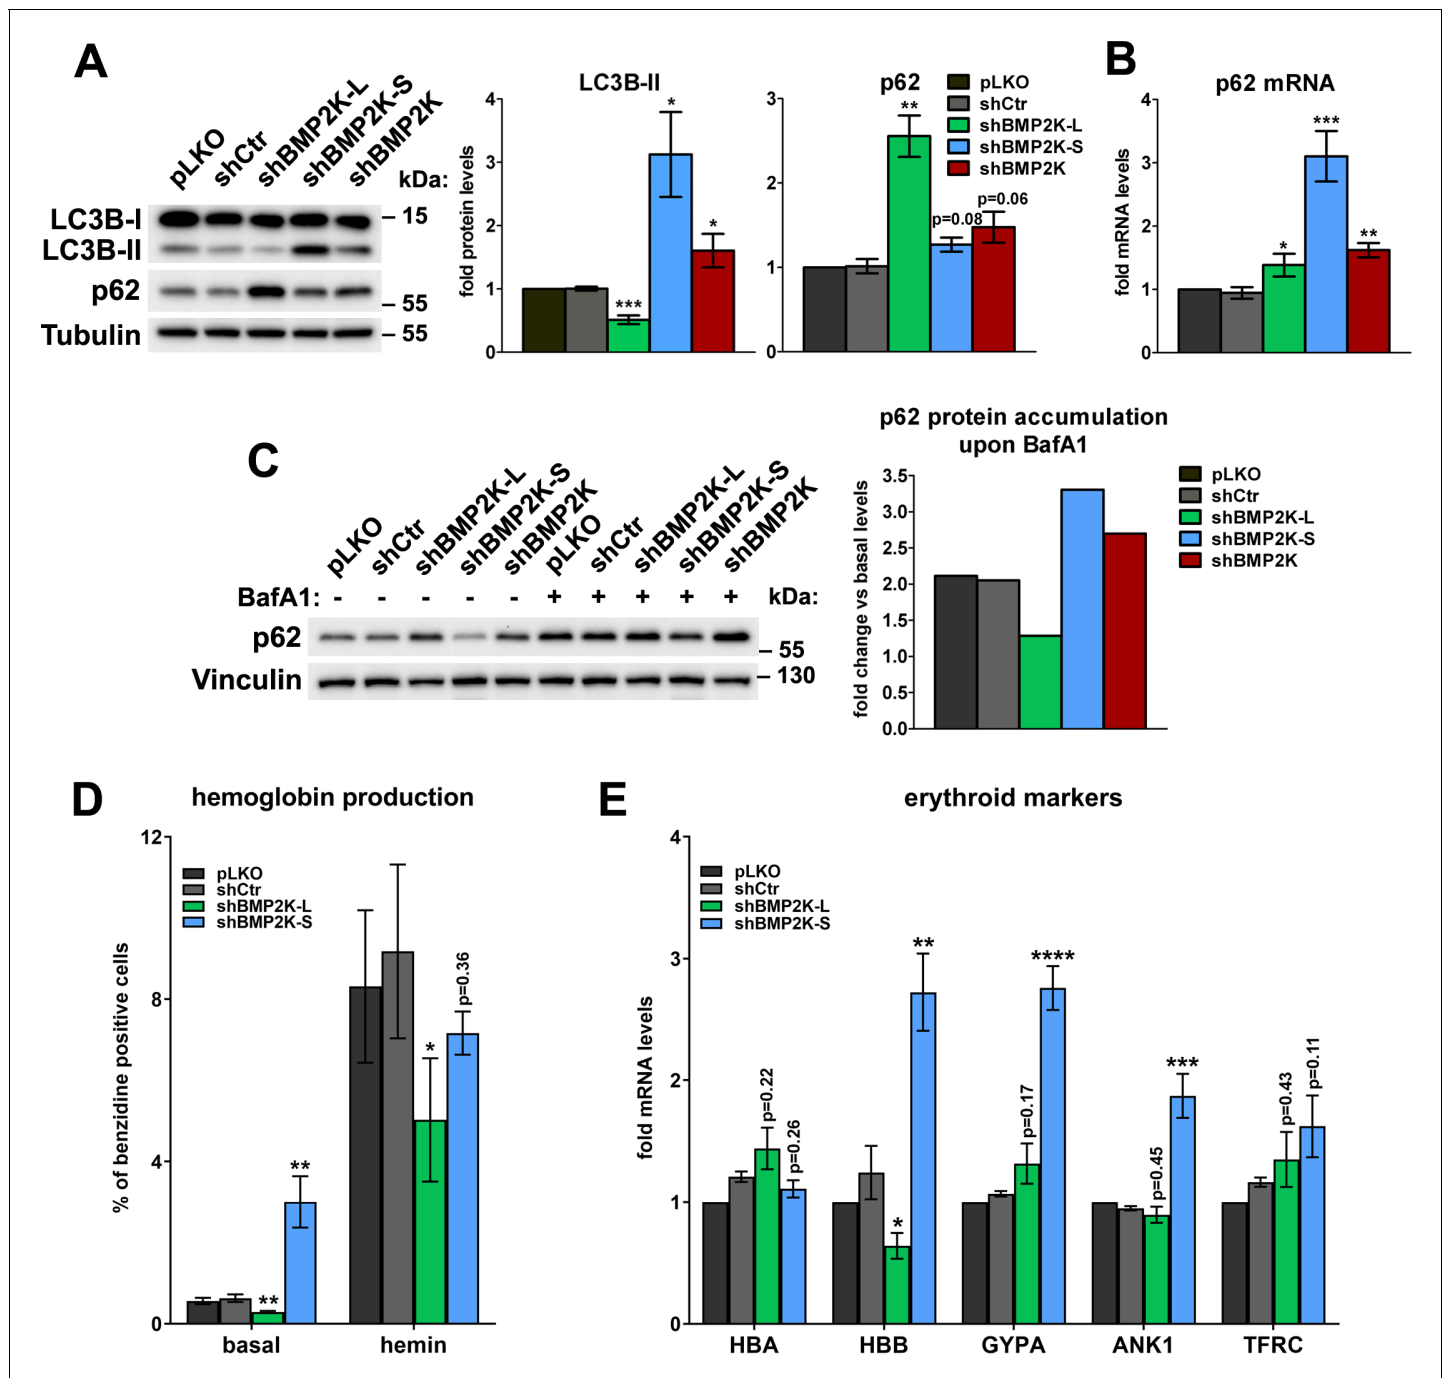 A
pLKO
shCtr
shBMP2K-L
shBMP2K-S
shBMP2K
kDa:
LC3B-I
15
LC3B-II
p62
55
Tubulin
55
LC3B-II
fold protein levels
4
3
2
1
0
***
*
*
p62
3
2
1
0
**
p=0.08
p=0.06
pLKO
shCtr
shBMP2K-L
shBMP2K-S
shBMP2K
B
p62 mRNA
fold mRNA levels
4
3
2
1
0
*
***
**
C
pLKO
shCtr
shBMP2K-L
shBMP2K-S
shBMP2K
pLKO
shCtr
shBMP2K-L
shBMP2K-S
shBMP2K
BafA1: - - - - - + + + + + kDa:
p62
55
Vinculin
130
p62 protein accumulation
upon BafA1
fold change vs basal levels
3.5
3.0
2.5
2.0
1.5
1.0
0.5
0.0
pLKO
shCtr
shBMP2K-L
shBMP2K-S
shBMP2K
D
hemoglobin production
% of benzidine positive cells
12
8
4
0
pLKO
shCtr
shBMP2K-L
shBMP2K-S
**
**
*
p=0.36
basal hemin
E
erythroid markers
fold mRNA levels
4
3
2
1
0
pLKO
shCtr
shBMP2K-L
shBMP2K-S
p=0.22
p=0.26
*
**
p=0.17
****
p=0.45
***
p=0.43
p=0.11
HBA HBB GYPA ANK1 TFRC